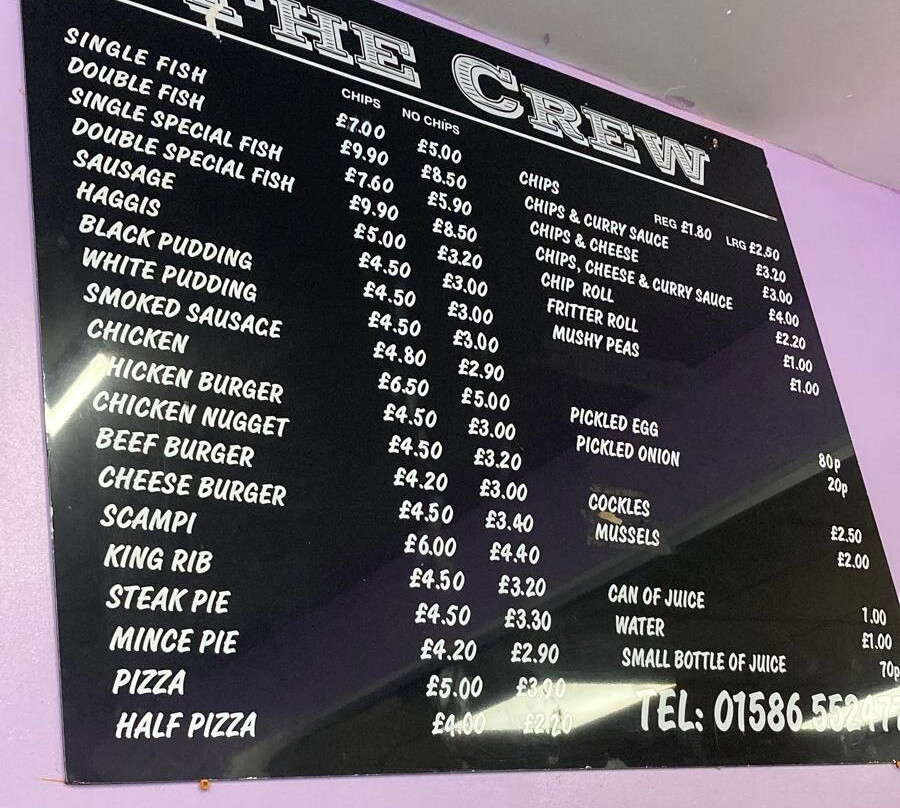 THE CREW
CHIPS NO CHIPS
SINGLE FISH £7.00 £5.00
DOUBLE FISH £9.90 £8.50
SINGLE SPECIAL FISH £7.60 £5.90
DOUBLE SPECIAL FISH £9.90 £8.50
SAUSAGE £5.00 £3.20
HAGGIS £4.50 £3.00
BLACK PUDDING £4.50 £3.00
WHITE PUDDING £4.50 £3.00
SMOKED SAUSAGE £4.80 £2.90
CHICKEN £6.50 £5.00
CHICKEN BURGER £4.50 £3.00
CHICKEN NUGGET £4.50 £3.20
BEEF BURGER £4.20 £3.00
CHEESE BURGER £4.50 £3.40
SCAMPI £6.00 £4.40
KING RIB £4.50 £3.20
STEAK PIE £4.50 £3.30
MINCE PIE £4.20 £2.90
PIZZA £5.00 £3.90
HALF PIZZA £4.00 £2.20
CHIPS REG £1.80 LRG £2.50
CHIPS & CURRY SAUCE £3.20
CHIPS & CHEESE £3.00
CHIPS, CHEESE & CURRY SAUCE £4.00
CHIP ROLL £2.20
FRITTER ROLL £1.00
MUSHY PEAS £1.00
PICKLED EGG 80p
PICKLED ONION 20p
COCKLES £2.50
MUSSELS £2.00
CAN OF JUICE 1.00
WATER £1.00
SMALL BOTTLE OF JUICE 70p
TEL: 01586